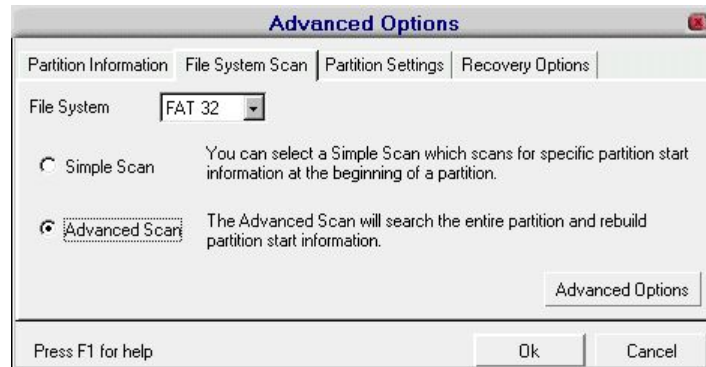 Advanced Options
Partition Information File System Scan Partition Settings Recovery Options
File System FAT 32
Simple Scan
You can select a Simple Scan which scans for specific partition start
information at the beginning of a partition.
Advanced Scan
The Advanced Scan will search the entire partition and rebuild
partition start information.
Advanced Options
Press F1 for help Ok Cancel